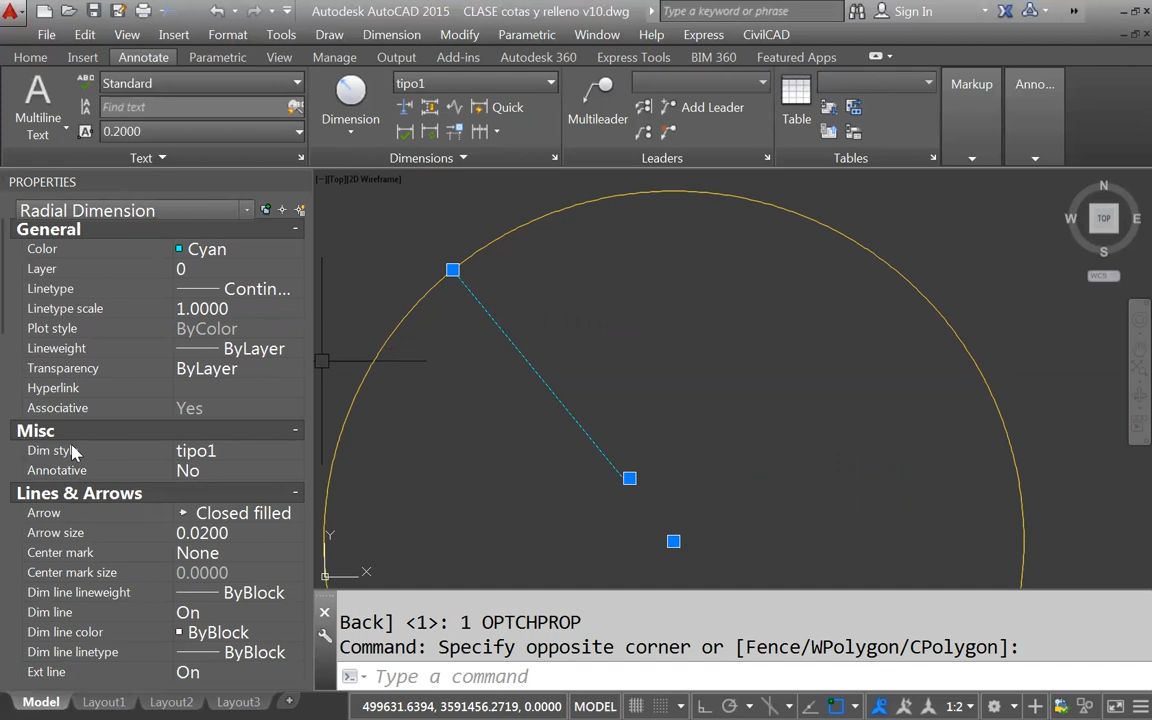 Autodesk AutoCAD 2015 CLASE cotas y relleno v10.dwg
Type a keyword or phrase
Sign In
File Edit View Insert Format Tools Draw Dimension Modify Parametric Window Help Express CivilCAD
Home Insert Annotate Parametric View Manage Output Add-ins Autodesk 360 Express Tools BIM 360 Featured Apps
A
Multiline
Text
ABC
Standard
Find text
A
0.2000
Text
Dimension
tipo1
Quick
Dimensions
Multileader
Add Leader
Leaders
Table
Tables
Markup
Anno...
PROPERTIES
Radial Dimension
General
Color Cyan
Layer 0
Linetype Contin...
Linetype scale 1.0000
Plot style ByColor
Lineweight ByLayer
Transparency ByLayer
Hyperlink
Associative Yes
Misc
Dim style tipo1
Annotative No
Lines & Arrows
Arrow Closed filled
Arrow size 0.0200
Center mark None
Center mark size 0.0000
Dim line lineweight ByBlock
Dim line On
Dim line color ByBlock
Dim line linetype ByBlock
Ext line On
[−][Top][2D Wireframe]
N
W TOP E
S
WCS
Y
X
Back] <1>: 1 OPTCHPROP
Command: Specify opposite corner or [Fence/WPolygon/CPolygon]:
Type a command
Model Layout1 Layout2 Layout3 +
499631.6394, 3591456.2719, 0.0000 MODEL
1:2